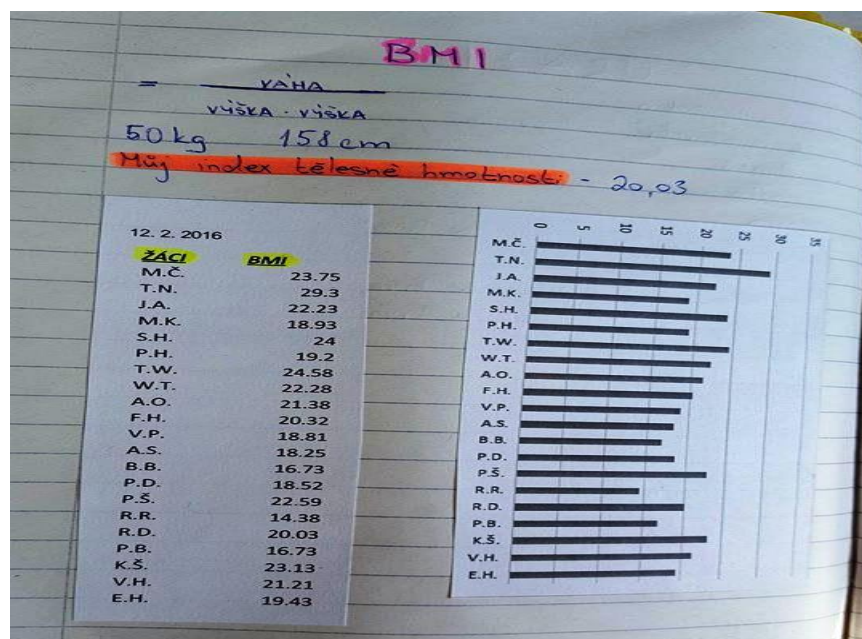 BMI
= VÁHA
VÝŠKA · VÝŠKA
50 kg 158 cm
Můj index tělesné hmotnosti - 20,03
12. 2. 2016
ŽÁCI BMI
M.Č. 23.75
T.N. 29.3
J.A. 22.23
M.K. 18.93
S.H. 24
P.H. 19.2
T.W. 24.58
W.T. 22.28
A.O. 21.38
F.H. 20.32
V.P. 18.81
A.S. 18.25
B.B. 16.73
P.D. 18.52
P.Š. 22.59
R.R. 14.38
R.D. 20.03
P.B. 16.73
K.Š. 23.13
V.H. 21.21
E.H. 19.43
0 5 10 15 20 25 30 35
M.Č.
T.N.
J.A.
M.K.
S.H.
P.H.
T.W.
W.T.
A.O.
F.H.
V.P.
A.S.
B.B.
P.D.
P.Š.
R.R.
R.D.
P.B.
K.Š.
V.H.
E.H.